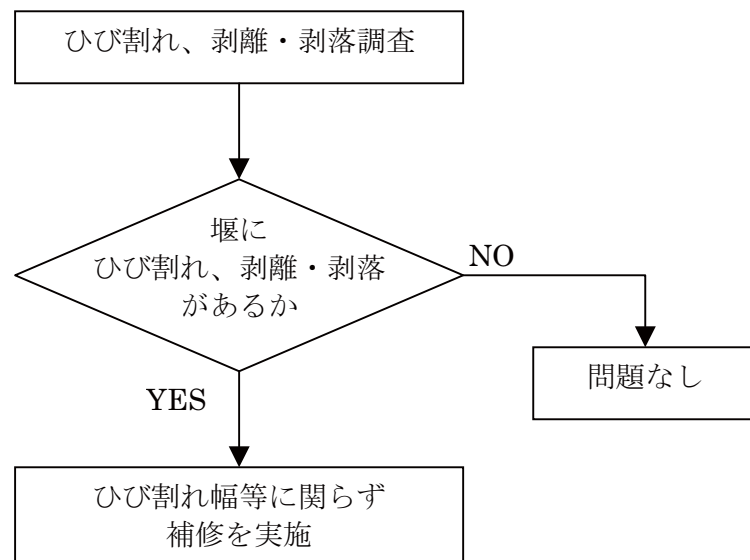 ひび割れ、剥離・剥落調査
堰に
ひび割れ、剥離・剥落
があるか
NO
問題なし
YES
ひび割れ幅等に関らず
補修を実施